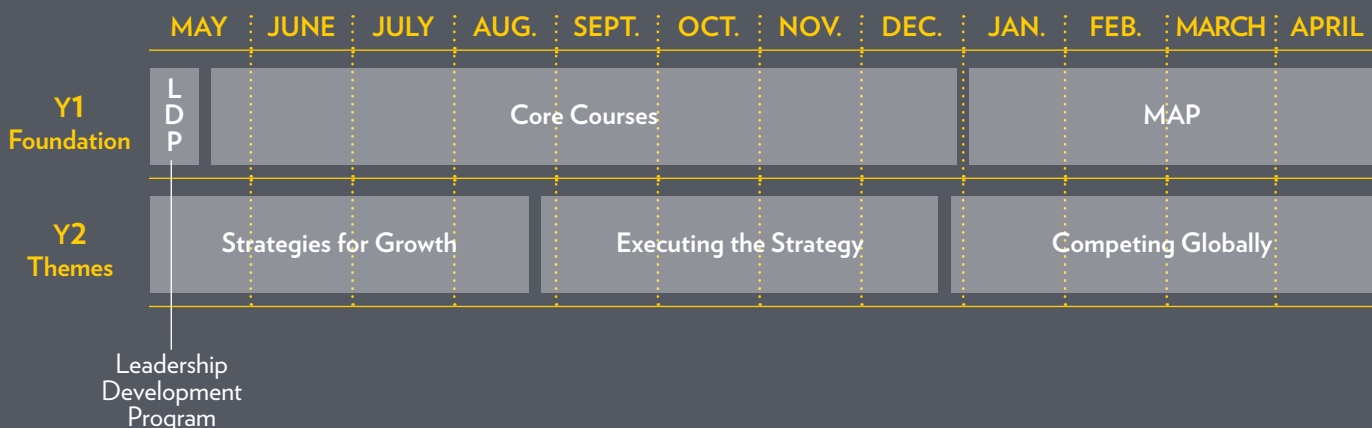 MAY JUNE JULY AUG. SEPT. OCT. NOV. DEC. JAN. FEB. MARCH APRIL
Y1
Foundation
L
D
P
Core Courses
MAP
Y2
Themes
Strategies for Growth
Executing the Strategy
Competing Globally
Leadership
Development
Program